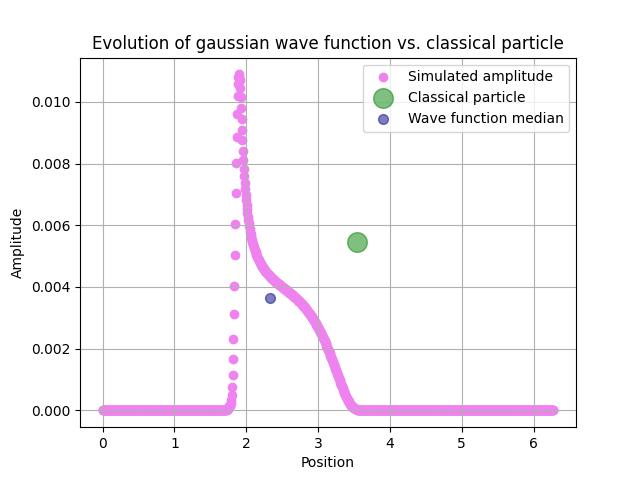 Evolution of gaussian wave function vs. classical particle
Simulated amplitude
Classical particle
Wave function median
0.010
0.008
0.006
0.004
0.002
0.000
Amplitude
0 1 2 3 4 5 6
Position